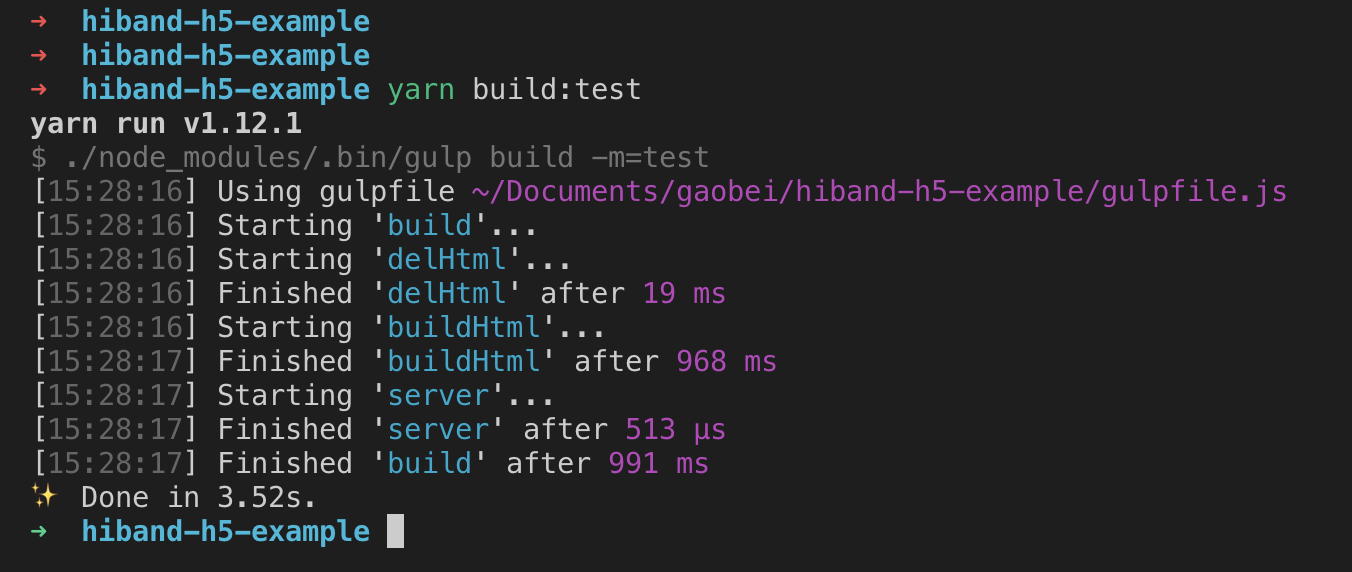 ➜  hiband-h5-example
➜  hiband-h5-example
➜  hiband-h5-example yarn build:test
yarn run v1.12.1
$ ./node_modules/.bin/gulp build -m=test
[15:28:16] Using gulpfile ~/Documents/gaobei/hiband-h5-example/gulpfile.js
[15:28:16] Starting 'build'...
[15:28:16] Starting 'delHtml'...
[15:28:16] Finished 'delHtml' after 19 ms
[15:28:16] Starting 'buildHtml'...
[15:28:17] Finished 'buildHtml' after 968 ms
[15:28:17] Starting 'server'...
[15:28:17] Finished 'server' after 513 μs
[15:28:17] Finished 'build' after 991 ms
✨  Done in 3.52s.
➜  hiband-h5-example